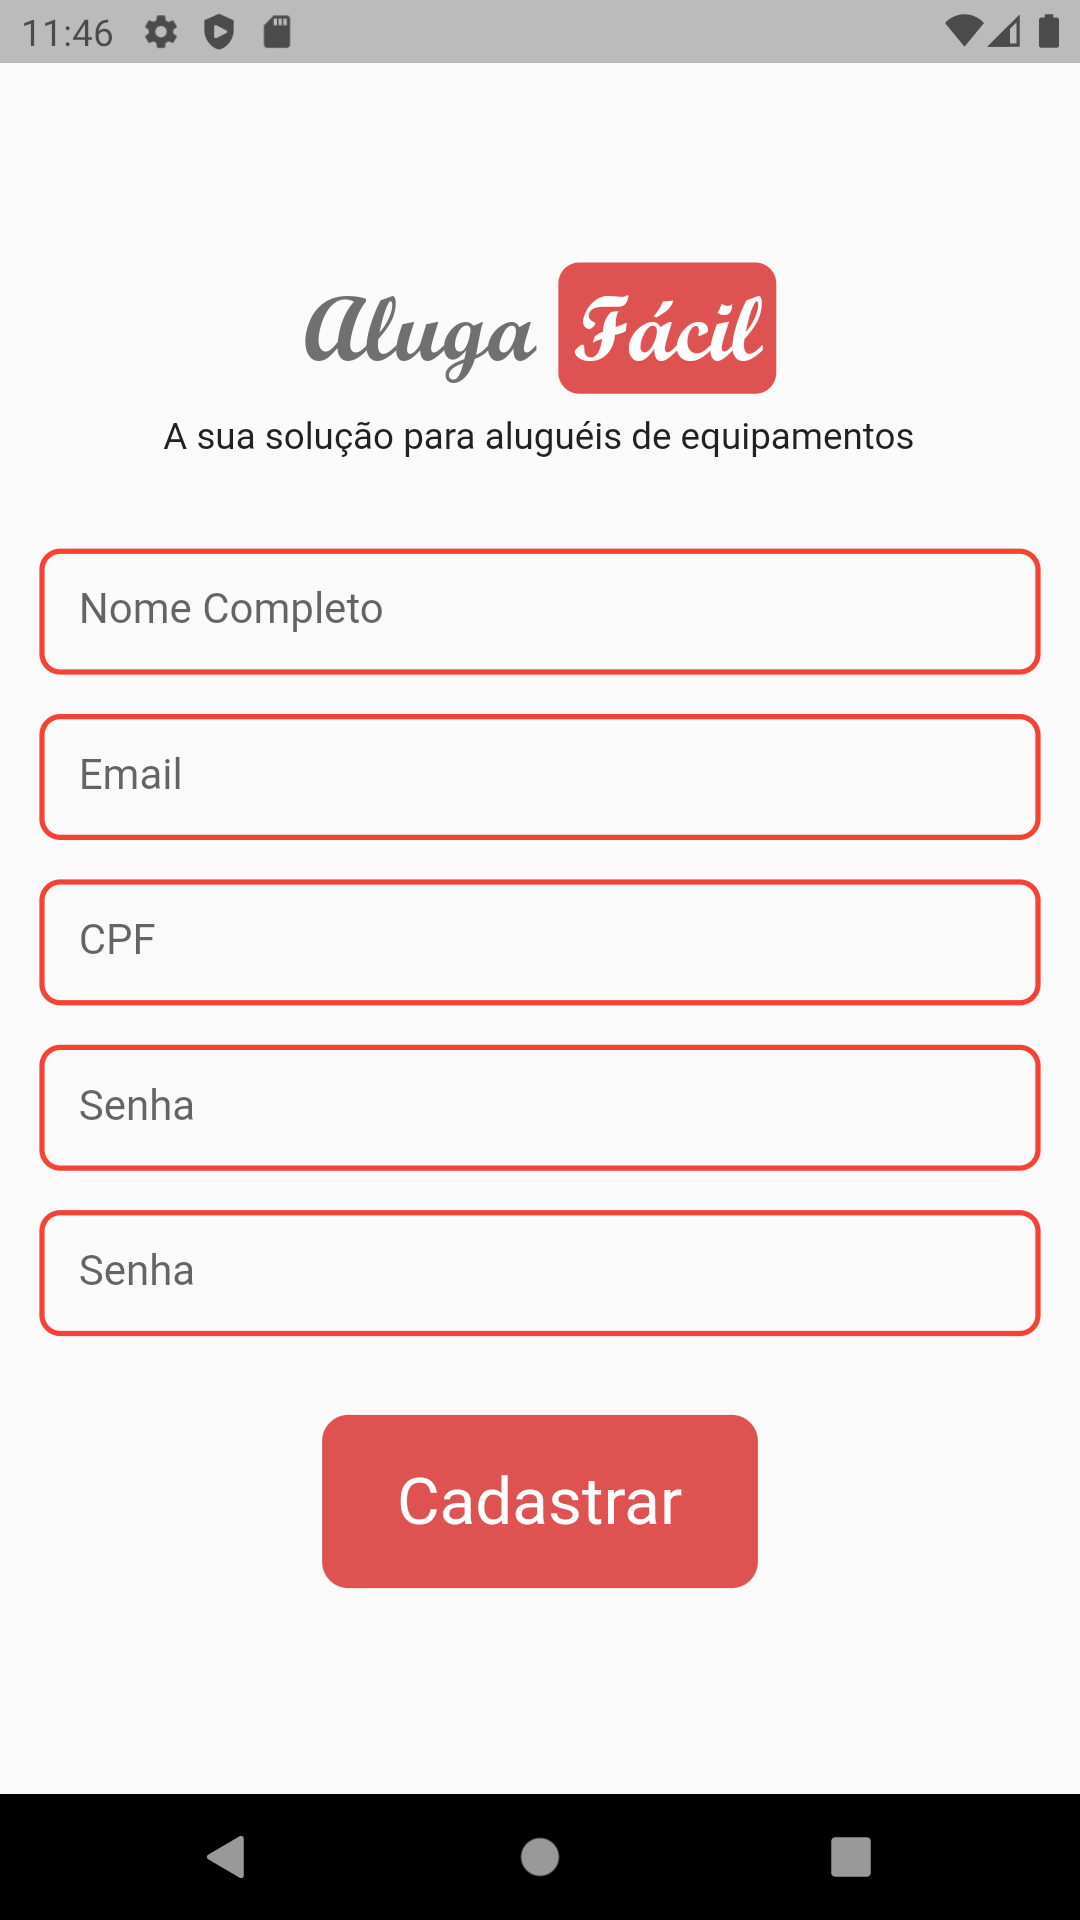 11:46
Aluga Fácil
A sua solução para aluguéis de equipamentos
Nome Completo
Email
CPF
Senha
Senha
Cadastrar